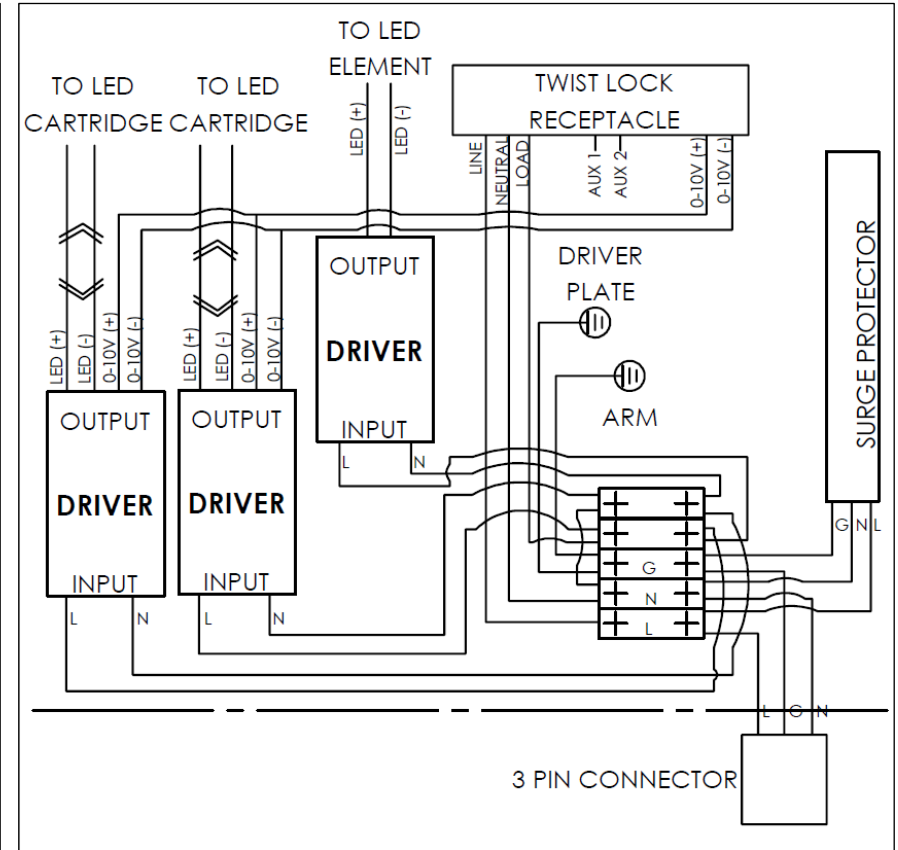 TO LED
ELEMENT
TO LED
CARTRIDGE
TO LED
CARTRIDGE
TWIST LOCK
RECEPTACLE
LED (+)
LED (-)
LINE
NEUTRAL
LOAD
AUX 1
AUX 2
0-10V (+)
0-10V (-)
SURGE PROTECTOR
DRIVER
PLATE
OUTPUT
DRIVER
INPUT
LED (+)
LED (-)
0-10V (+)
0-10V (-)
LED (+)
LED (-)
0-10V (+)
0-10V (-)
ARM
OUTPUT
DRIVER
INPUT
OUTPUT
DRIVER
INPUT
L
N
G
N
L
G
N
L
L
N
L
N
L
G
N
3 PIN CONNECTOR